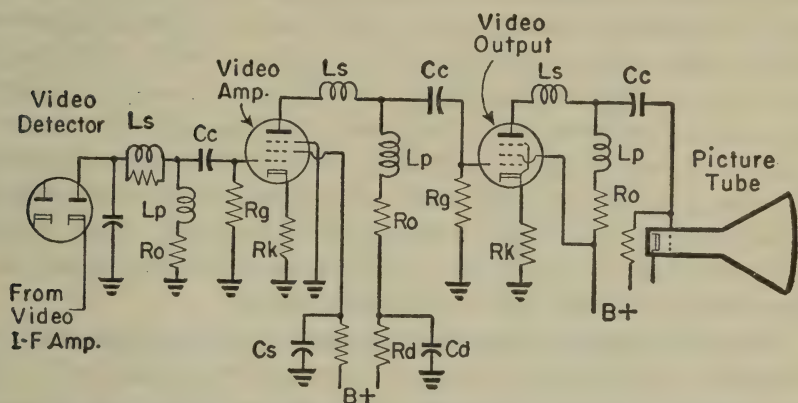 Video
Detector
Ls
Cc
Lp
Ro
From
Video
I-F Amp.
Video
Amp.
Rg
Rk
Cs
B+
Ls
Cc
Lp
Ro
Rd
Cd
Video
Output
Rg
Rk
Ls
Cc
Lp
Ro
B+
Picture
Tube